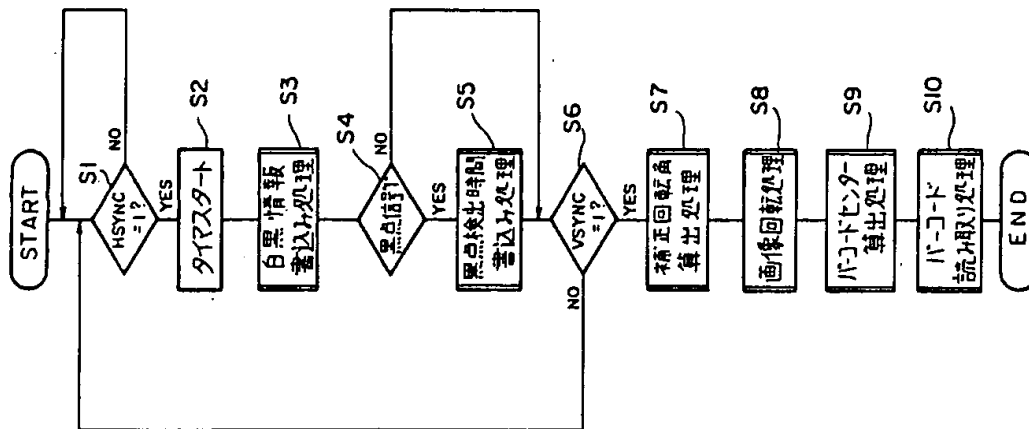 START
S1
HSYNC
=1?
NO
YES
S2
タイマスタート
S3
白黒情報
書込み処理
S4
黒点信号
NO
YES
S5
黒点検出時間
書込み処理
S6
VSYNC
=1?
NO
YES
S7
補正回転角
算出処理
S8
画像回転処理
S9
バーコードセンター
算出処理
S10
バーコード
読み取り処理
END